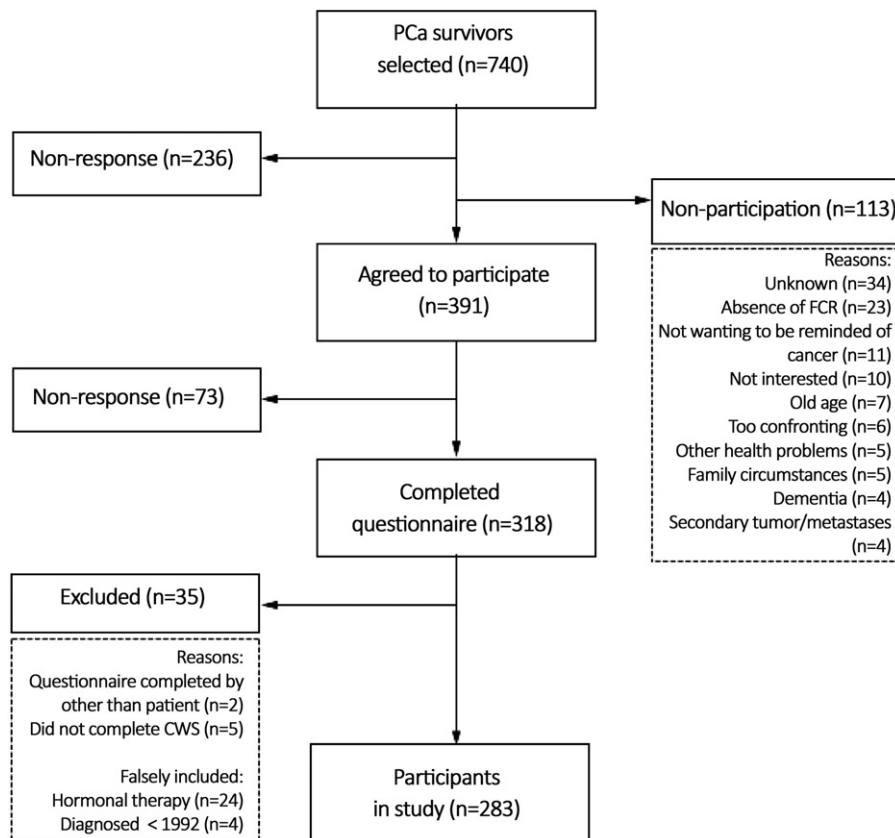 PCa survivors
selected (n=740)
Non-response (n=236)
Non-participation (n=113)
Reasons:
Unknown (n=34)
Absence of FCR (n=23)
Not wanting to be reminded of
cancer (n=11)
Not interested (n=10)
Old age (n=7)
Too confronting (n=6)
Other health problems (n=5)
Family circumstances (n=5)
Dementia (n=4)
Secondary tumor/metastases
(n=4)
Agreed to participate
(n=391)
Non-response (n=73)
Completed
questionnaire (n=318)
Excluded (n=35)
Reasons:
Questionnaire completed by
other than patient (n=2)
Did not complete CWS (n=5)
Falsely included:
Hormonal therapy (n=24)
Diagnosed < 1992 (n=4)
Participants
in study (n=283)